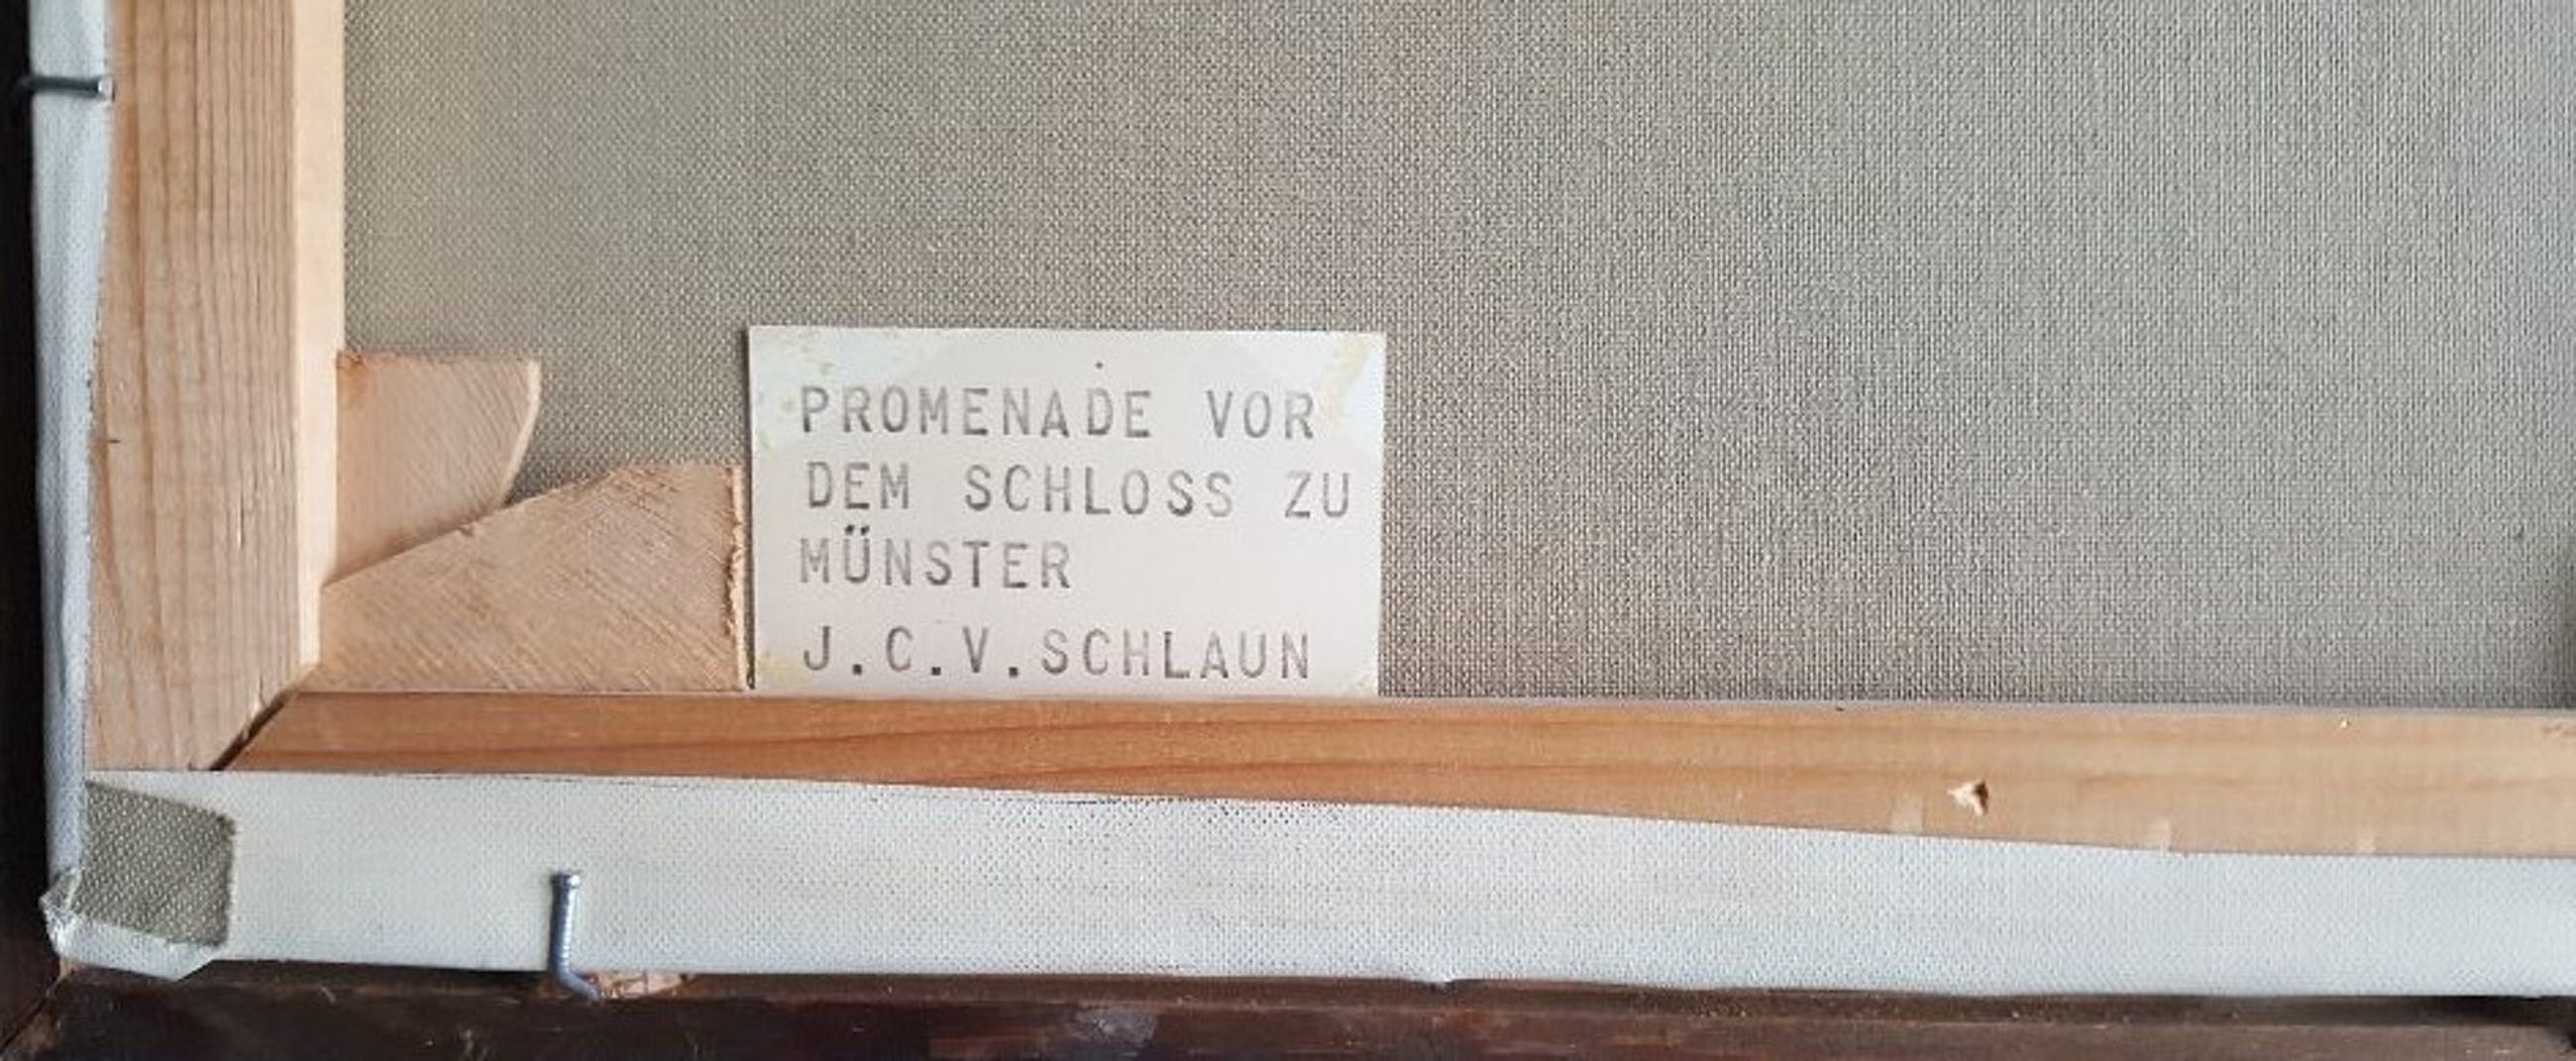 PROMENADE VOR
DEM SCHLOSS ZU
MÜNSTER
J.C.V.SCHLAUN